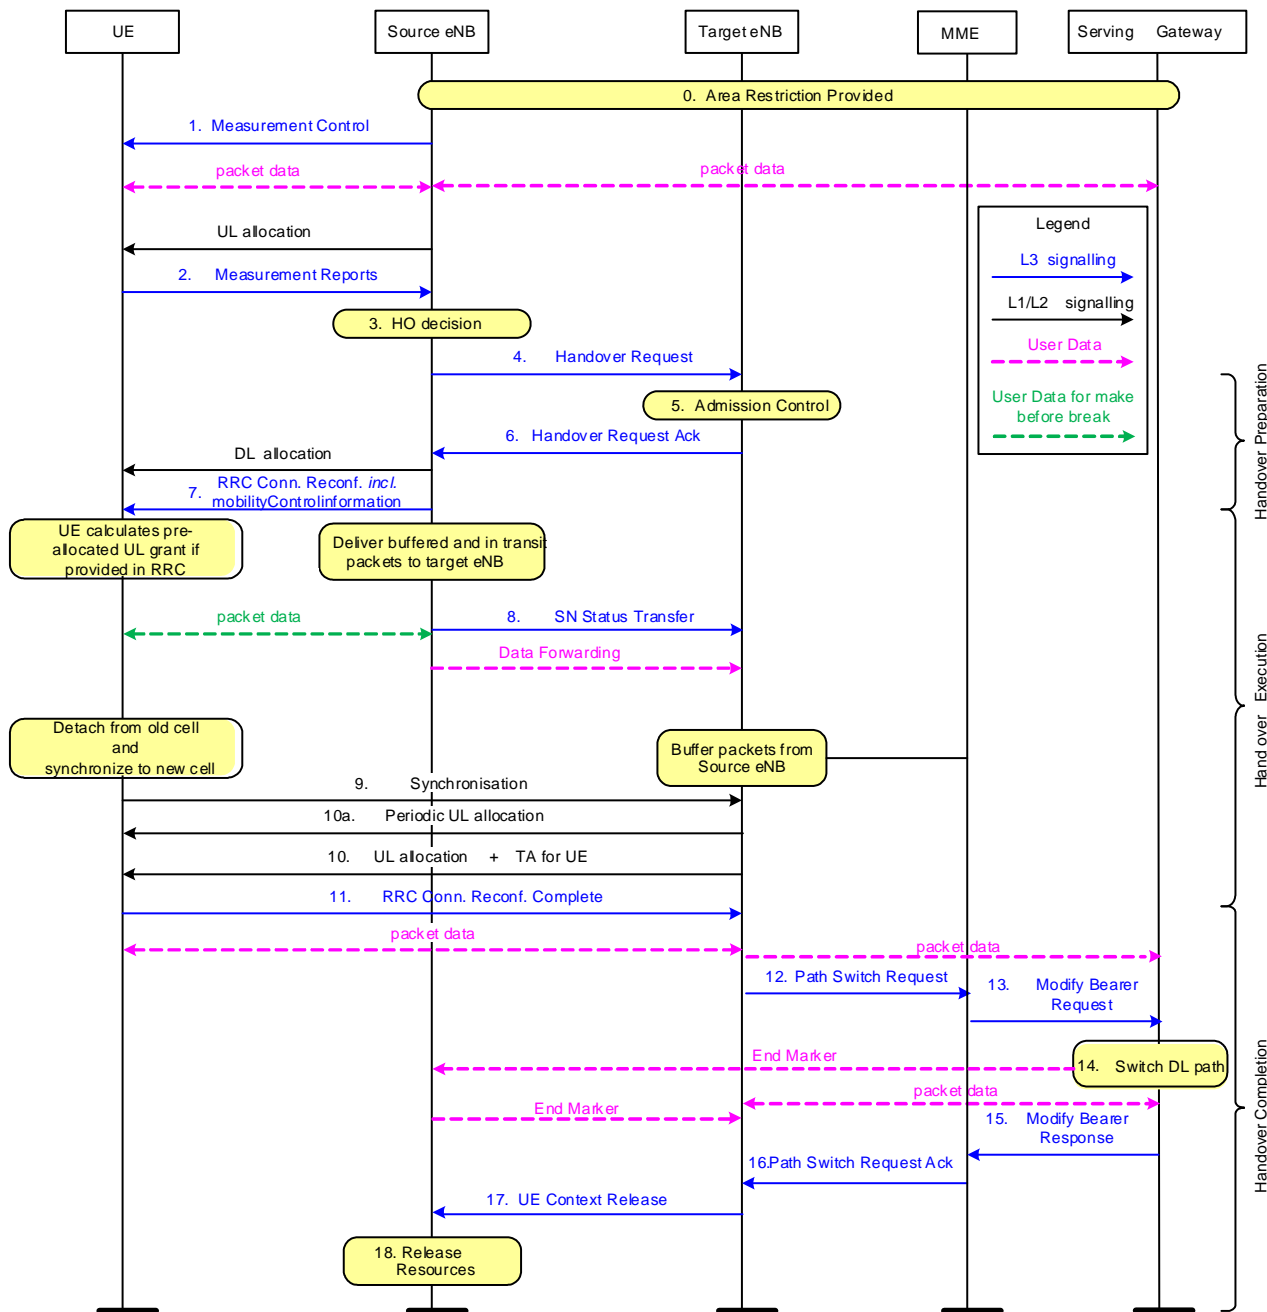 UE
Source eNB
Target eNB
MME
Serving Gateway
0. Area Restriction Provided
1. Measurement Control
packet data
packet data
UL allocation
2. Measurement Reports
3. HO decision
4. Handover Request
5. Admission Control
6. Handover Request Ack
DL allocation
7. RRC Conn. Reconf. incl.
mobilityControlinformation
Legend
L3 signalling
L1/L2 signalling
User Data
User Data for make
before break
Handover Preparation
UE calculates pre-
allocated UL grant if
provided in RRC
Deliver buffered and in transit
packets to target eNB
packet data
8. SN Status Transfer
Data Forwarding
Detach from old cell
and
synchronize to new cell
Buffer packets from
Source eNB
9. Synchronisation
10a. Periodic UL allocation
10. UL allocation + TA for UE
11. RRC Conn. Reconf. Complete
Hand over Execution
packet data
packet data
12. Path Switch Request
13. Modify Bearer
Request
End Marker
14. Switch DL path
packet data
End Marker
15. Modify Bearer
Response
16.Path Switch Request Ack
17. UE Context Release
18. Release
Resources
Handover Completion